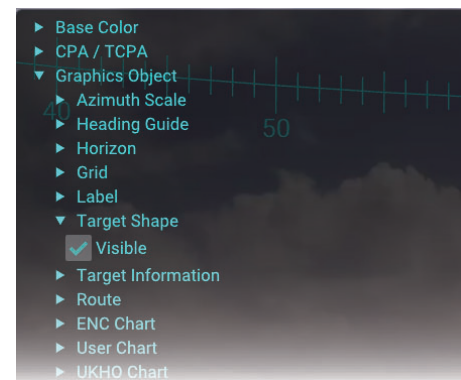 Base Color
CPA / TCPA
Graphics Object
Azimuth Scale
40
Heading Guide
50
Horizon
Grid
Label
Target Shape
Visible
Target Information
Route
ENC Chart
User Chart
UKHO Chart